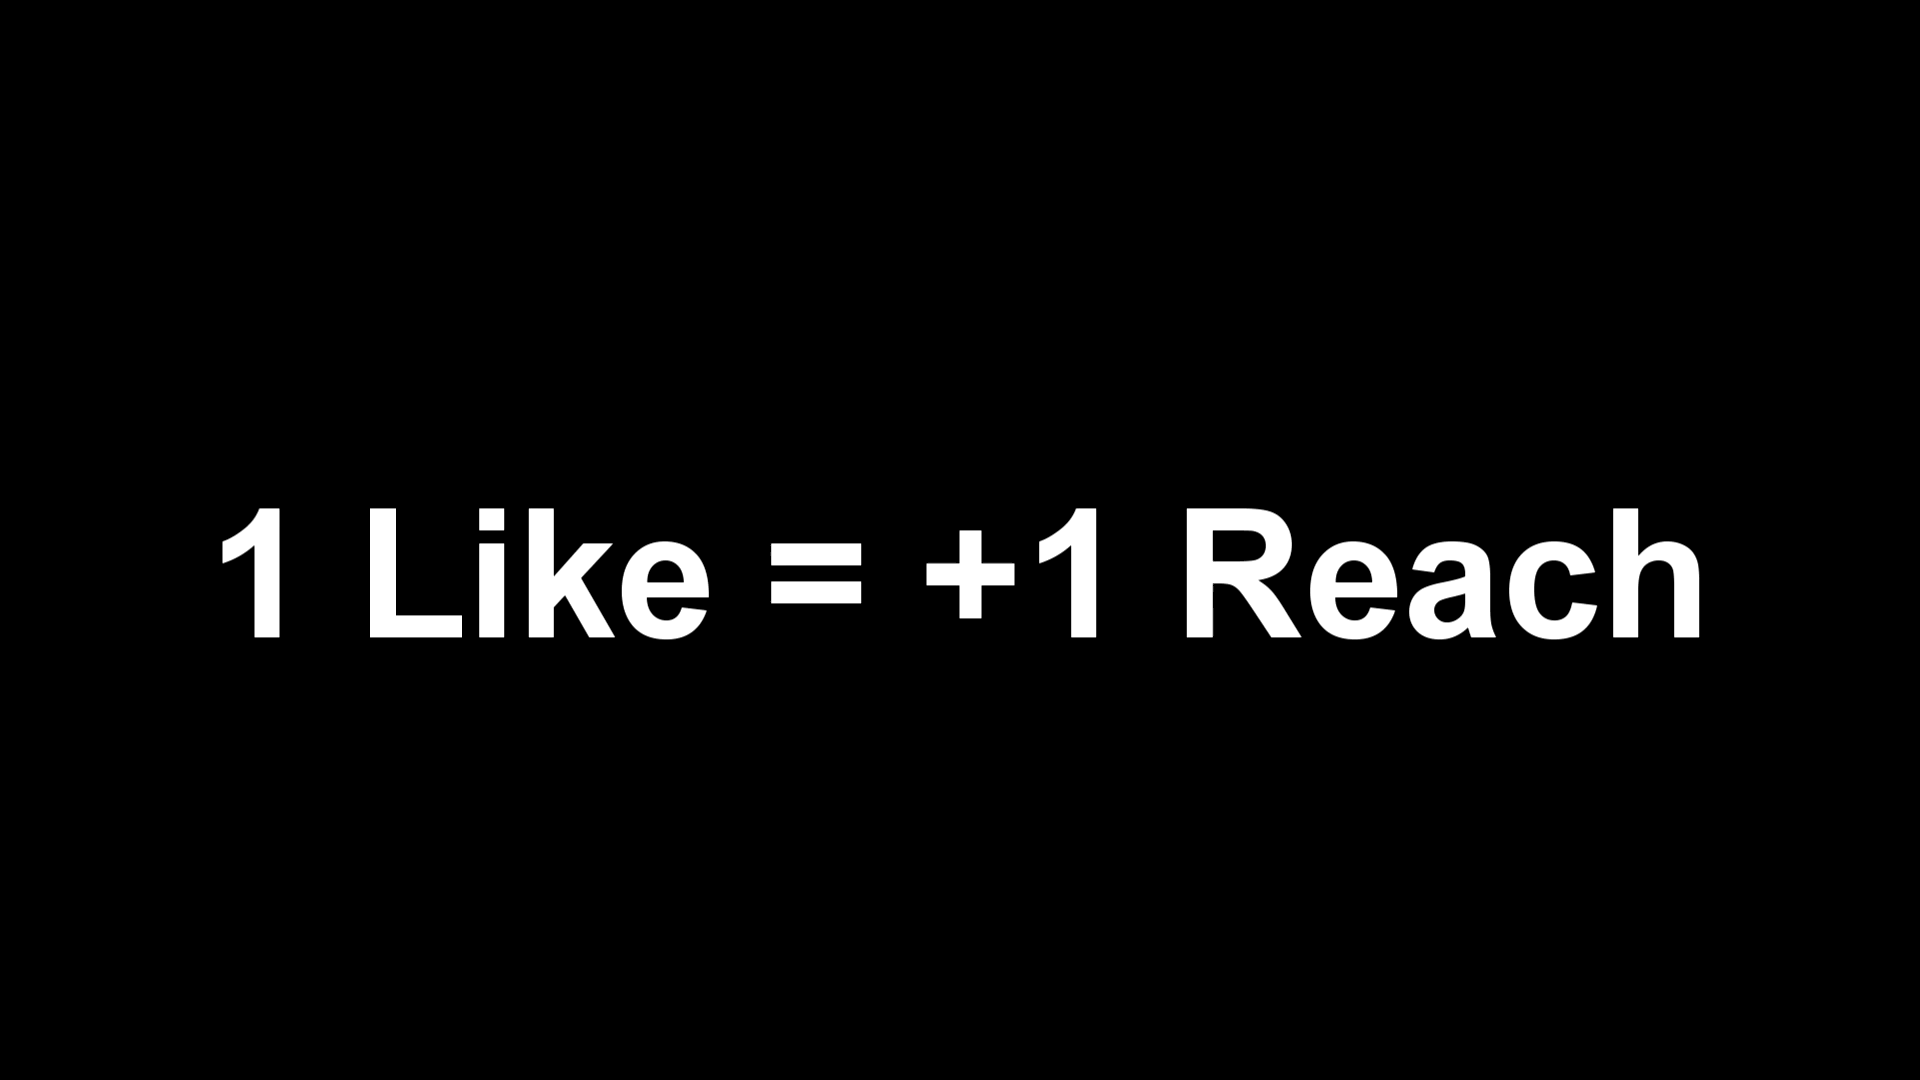 1 Like = +1 Reach